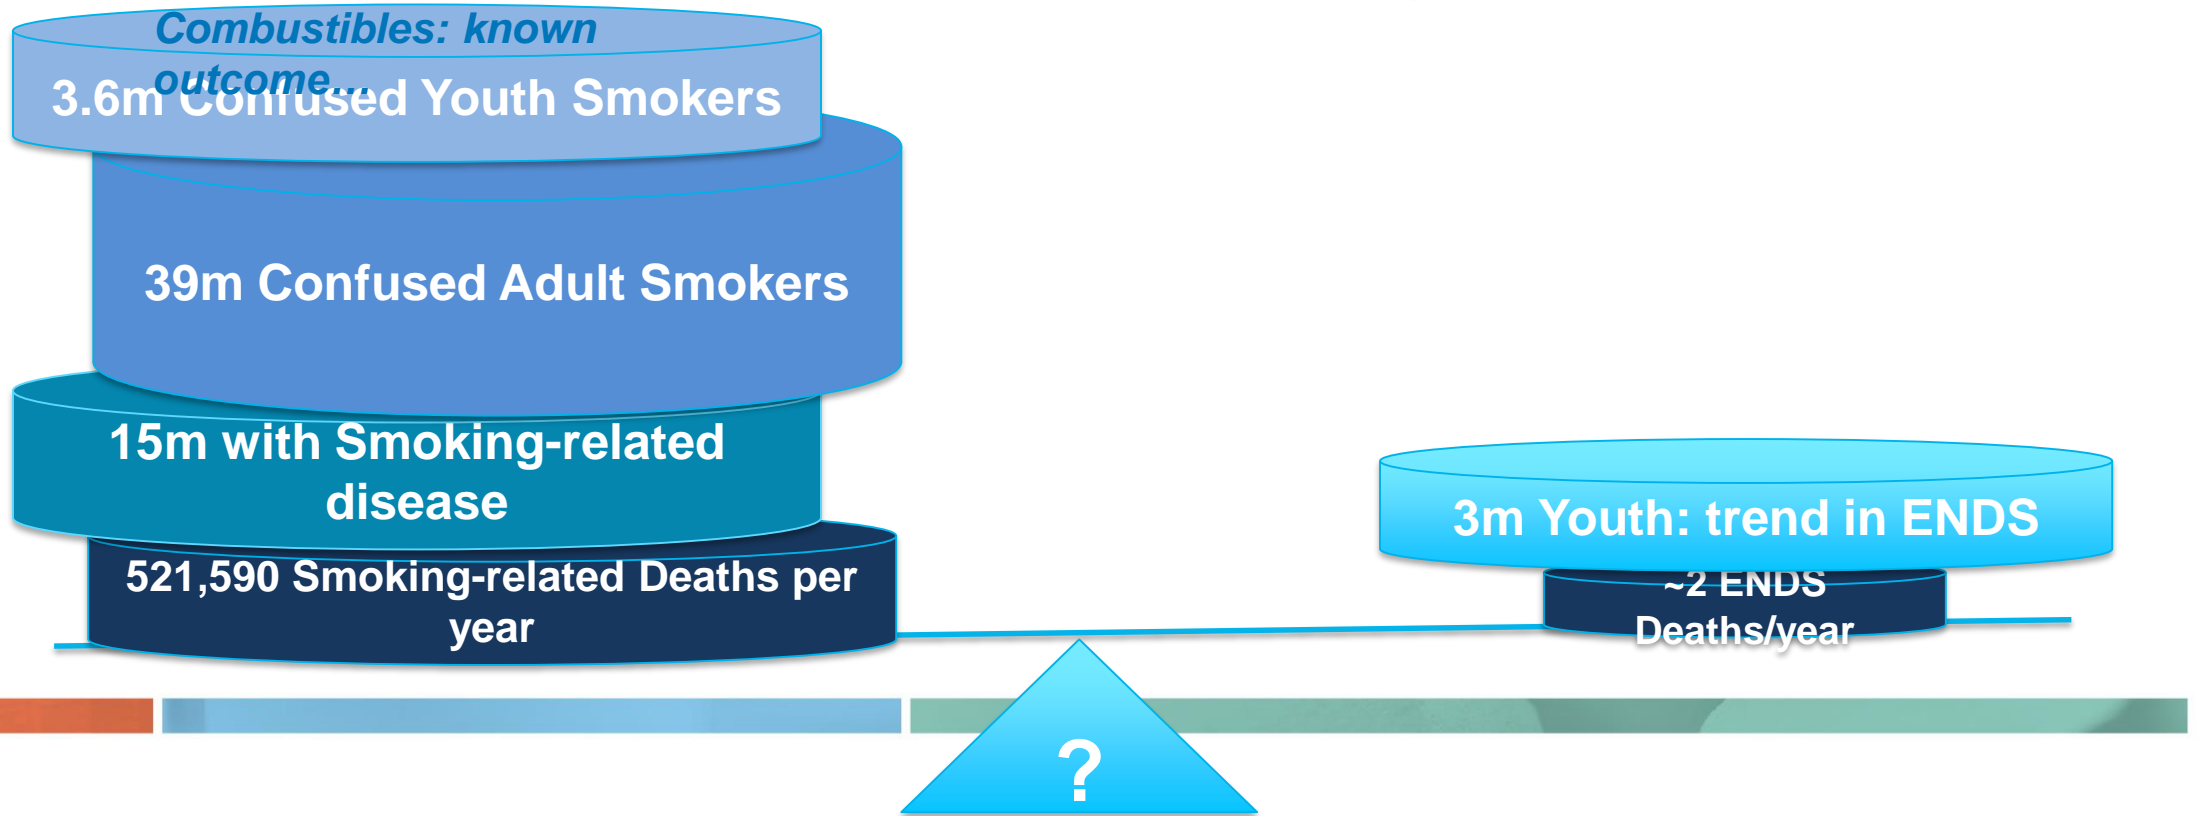 Combustibles: known
outcome…
3.6m Confused Youth Smokers
39m Confused Adult Smokers
15m with Smoking-related
disease
521,590 Smoking-related Deaths per
year
3m Youth: trend in ENDS
~2 ENDS
Deaths/year
?